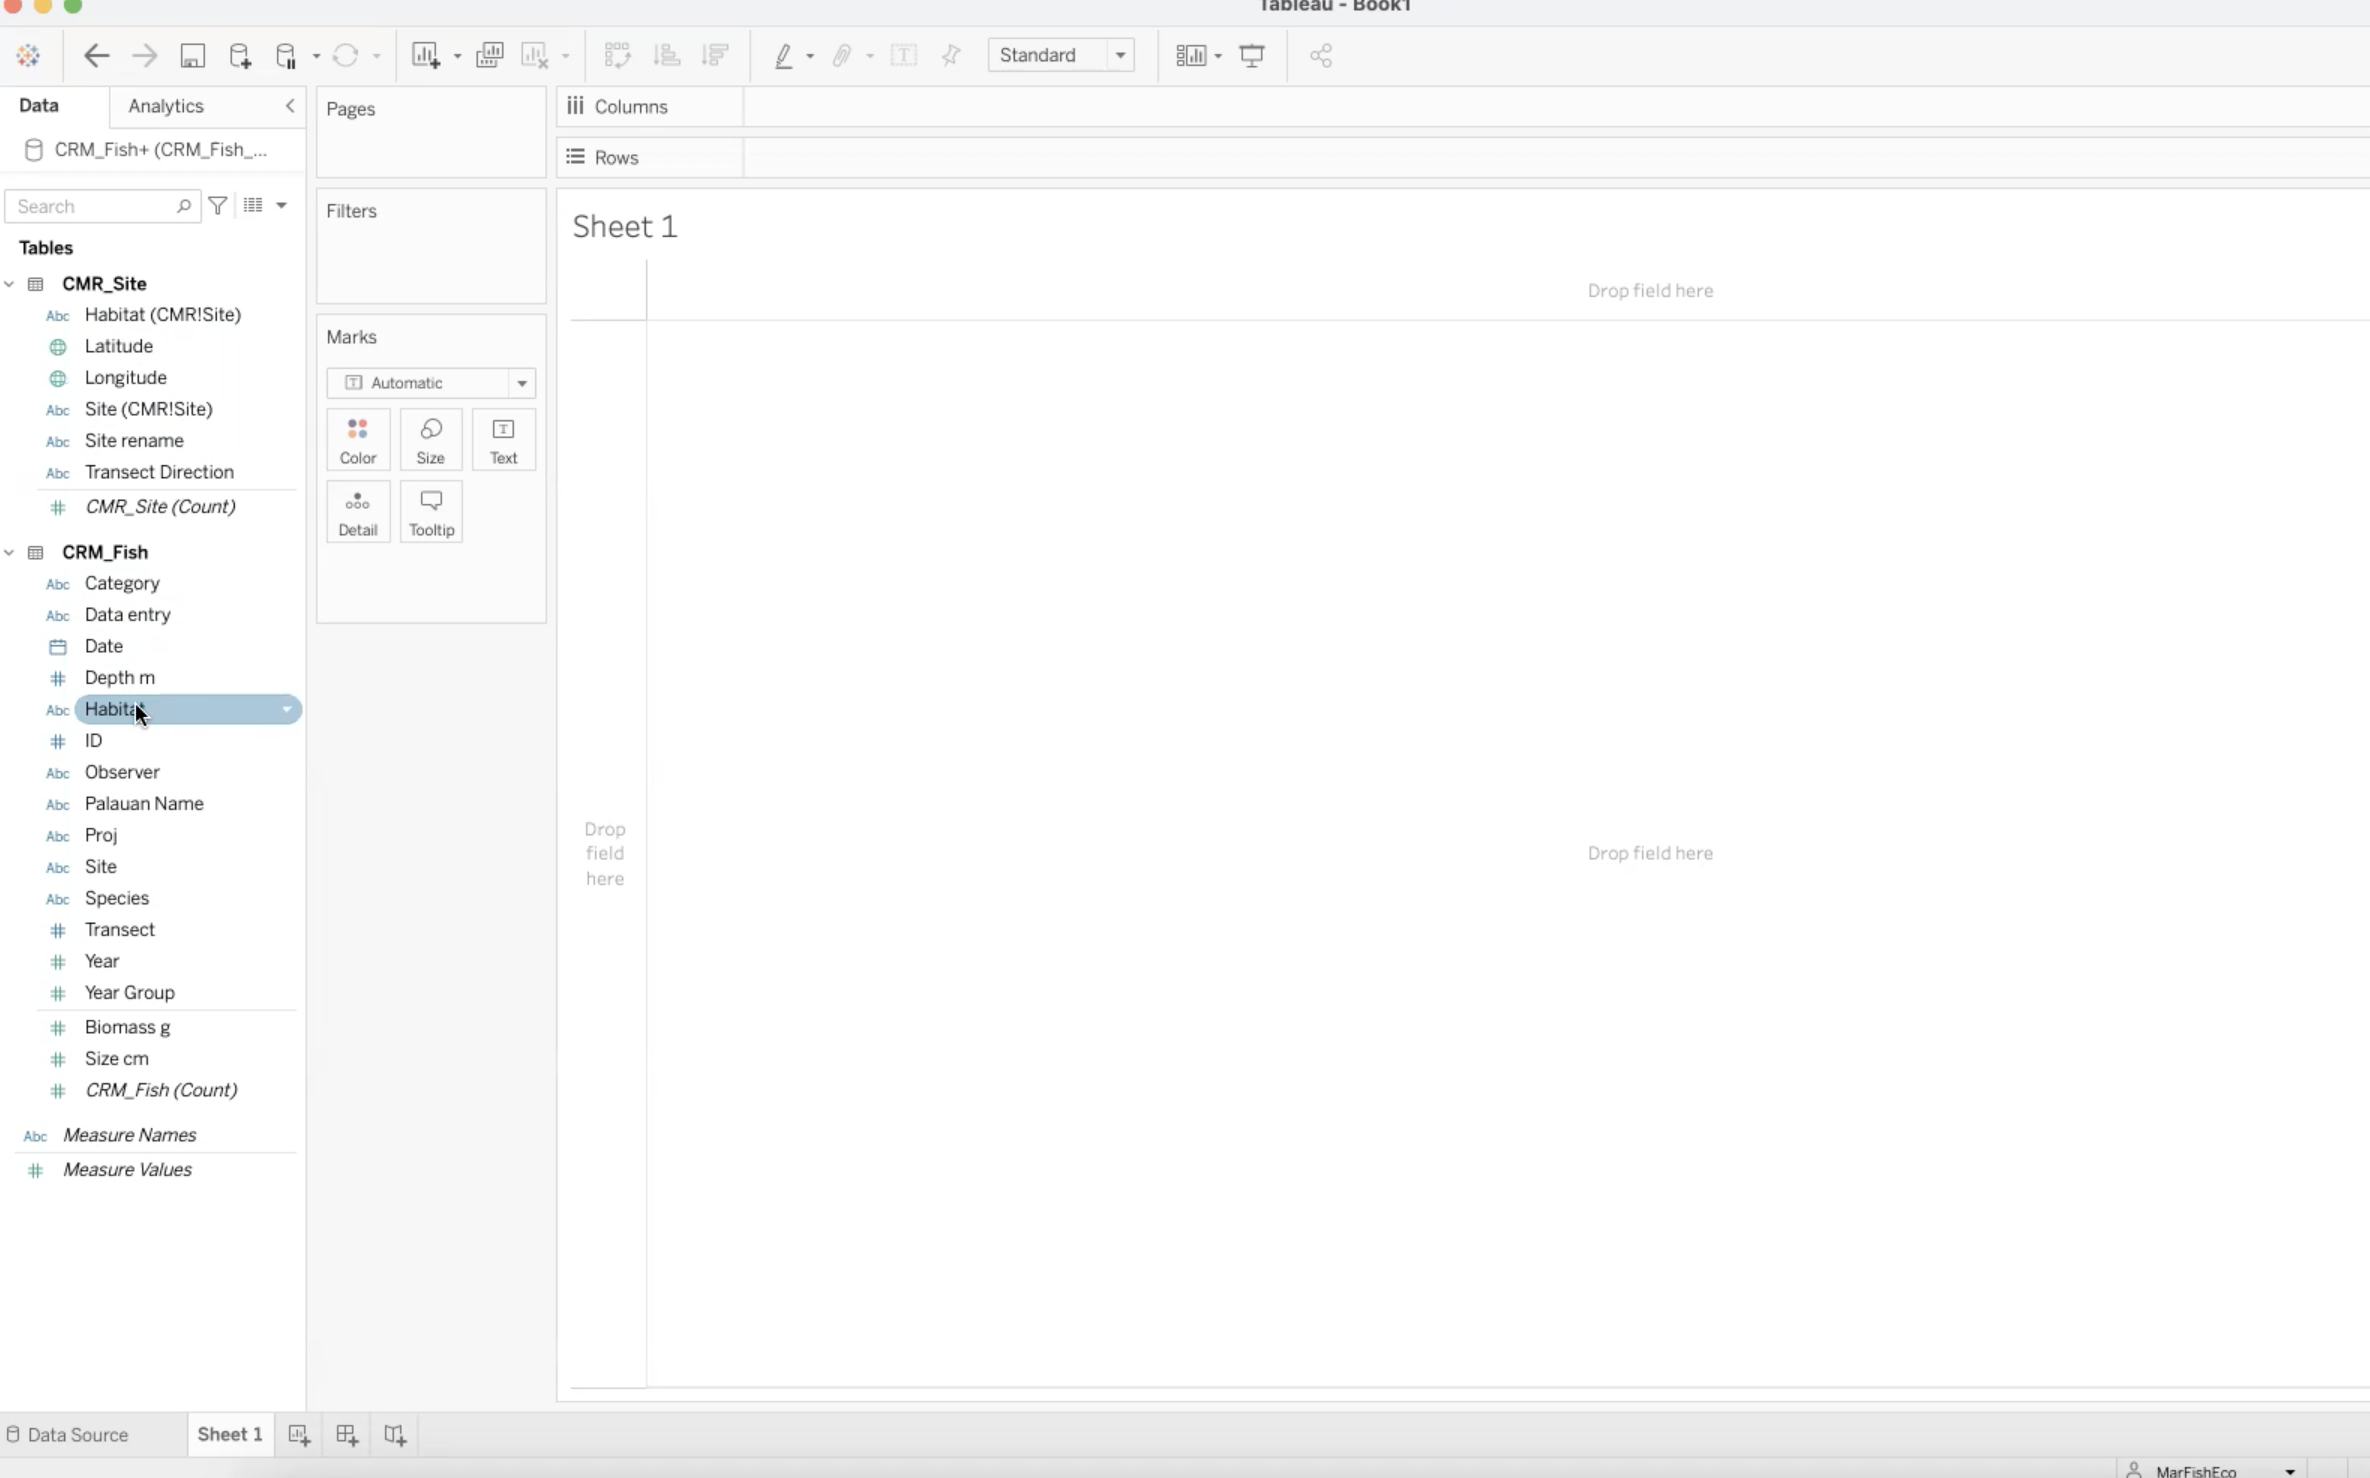 Tableau - Book1
Standard
Data
Analytics
CRM_Fish+ (CRM_Fish_...
Search
Tables
CMR_Site
Abc Habitat (CMR!Site)
Latitude
Longitude
Abc Site (CMR!Site)
Abc Site rename
Abc Transect Direction
# CMR_Site (Count)
CRM_Fish
Abc Category
Abc Data entry
Date
# Depth m
Abc Habitat
# ID
Abc Observer
Abc Palauan Name
Abc Proj
Abc Site
Abc Species
# Transect
# Year
# Year Group
# Biomass g
# Size cm
# CRM_Fish (Count)
Abc Measure Names
# Measure Values
Pages
Filters
Marks
T Automatic
Color
Size
T Text
Detail
Tooltip
Columns
Rows
Sheet 1
Drop field here
Drop
field
here
Drop field here
Data Source
Sheet 1
MarFishEco